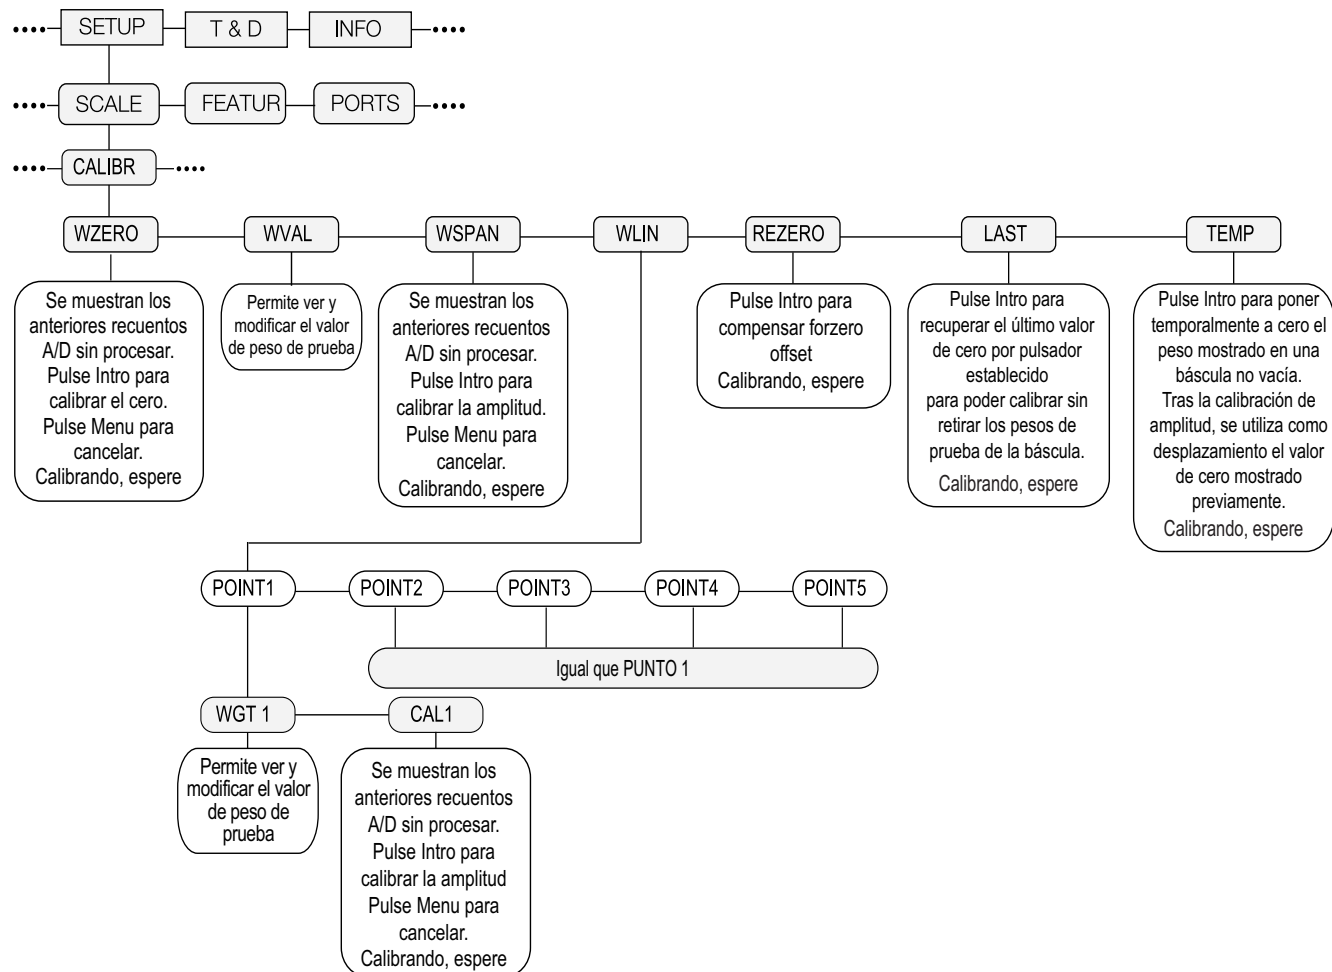 SETUP
T & D
INFO
SCALE
FEATUR
PORTS
CALIBR
WZERO
WVAL
WSPAN
WLIN
REZERO
LAST
TEMP
Se muestran los
anteriores recuentos
A/D sin procesar.
Pulse Intro para
calibrar el cero.
Pulse Menu para
cancelar.
Calibrando, espere
Permite ver y
modificar el valor
de peso de prueba
Se muestran los
anteriores recuentos
A/D sin procesar.
Pulse Intro para
calibrar la amplitud.
Pulse Menu para
cancelar.
Calibrando, espere
Pulse Intro para
compensar forzero
offset
Calibrando, espere
Pulse Intro para
recuperar el último valor
de cero por pulsador
establecido
para poder calibrar sin
retirar los pesos de
prueba de la báscula.
Calibrando, espere
Pulse Intro para poner
temporalmente a cero el
peso mostrado en una
báscula no vacía.
Tras la calibración de
amplitud, se utiliza como
desplazamiento el valor
de cero mostrado
previamente.
Calibrando, espere
POINT1
POINT2
POINT3
POINT4
POINT5
Igual que PUNTO 1
WGT 1
CAL1
Permite ver y
modificar el valor
de peso de
prueba
Se muestran los
anteriores recuentos
A/D sin procesar.
Pulse Intro para
calibrar la amplitud
Pulse Menu para
cancelar.
Calibrando, espere